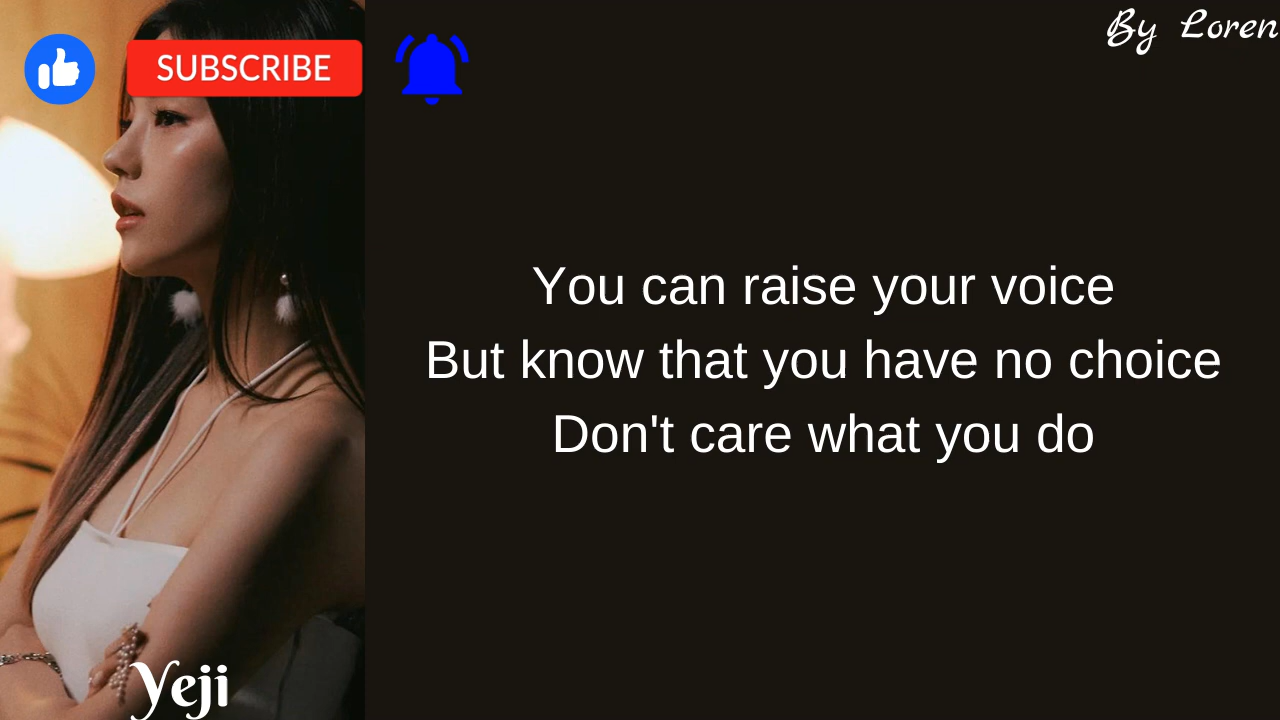 SUBSCRIBE
By Loren
You can raise your voice
But know that you have no choice
Don't care what you do
Yeji